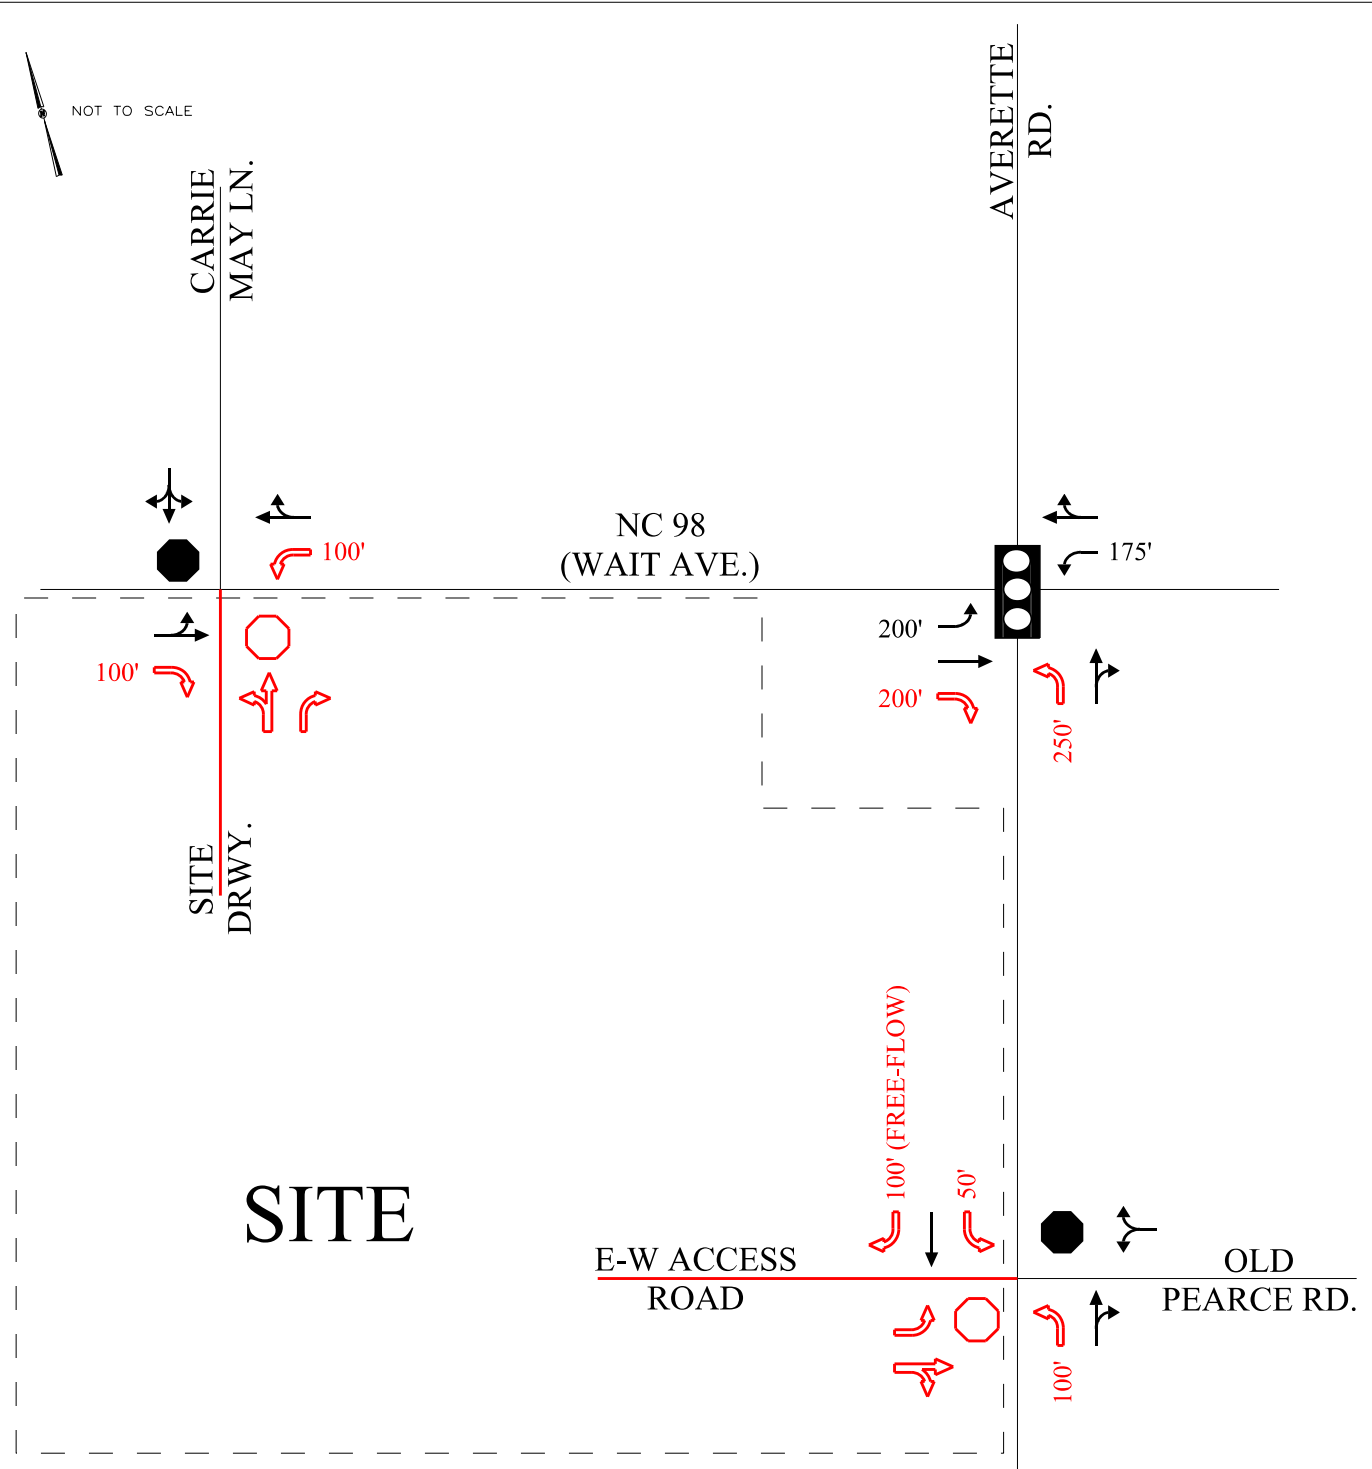 NOT TO SCALE
CARRIE
MAY LN.
AVERETTE
RD.
NC 98
(WAIT AVE.)
100'
175'
200'
100'
200'
250'
SITE
DRWY.
100' (FREE-FLOW)
50'
SITE
E-W ACCESS
ROAD
OLD
PEARCE RD.
100'